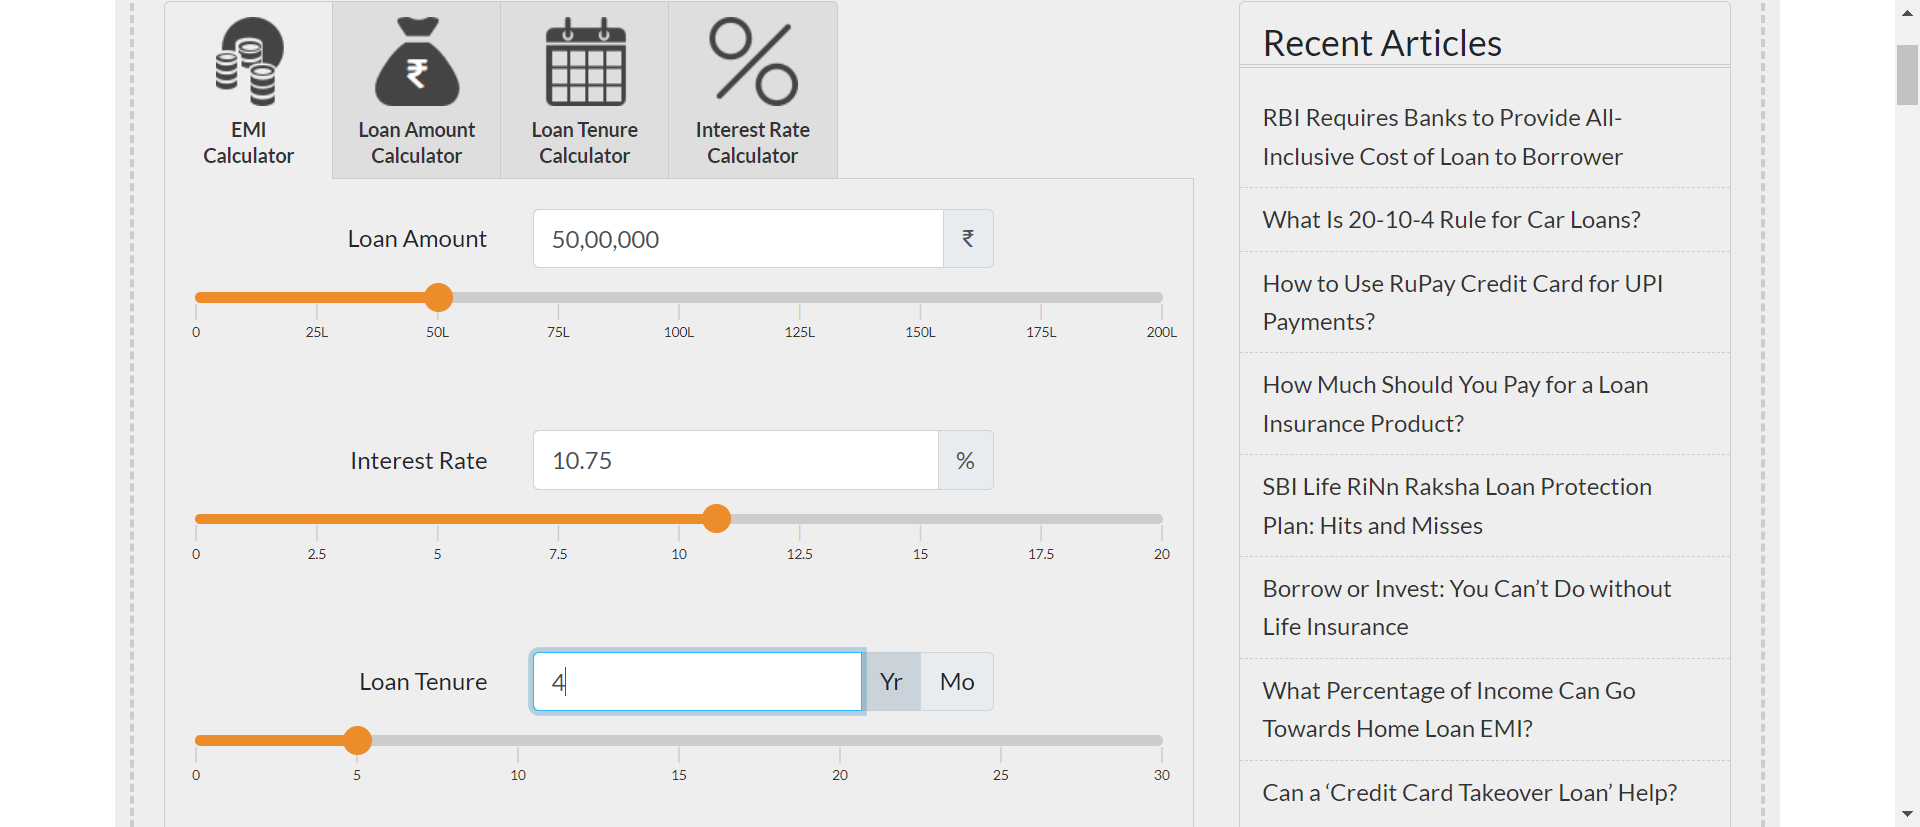 EMI
Calculator
Loan Amount
Calculator
Loan Tenure
Calculator
Interest Rate
Calculator
Loan Amount
50,00,000
₹
0 25L 50L 75L 100L 125L 150L 175L 200L
Interest Rate
10.75
%
0 2.5 5 7.5 10 12.5 15 17.5 20
Loan Tenure
4
Yr
Mo
0 5 10 15 20 25 30
Recent Articles
RBI Requires Banks to Provide All-
Inclusive Cost of Loan to Borrower
What Is 20-10-4 Rule for Car Loans?
How to Use RuPay Credit Card for UPI
Payments?
How Much Should You Pay for a Loan
Insurance Product?
SBI Life RiNn Raksha Loan Protection
Plan: Hits and Misses
Borrow or Invest: You Can’t Do without
Life Insurance
What Percentage of Income Can Go
Towards Home Loan EMI?
Can a ‘Credit Card Takeover Loan’ Help?